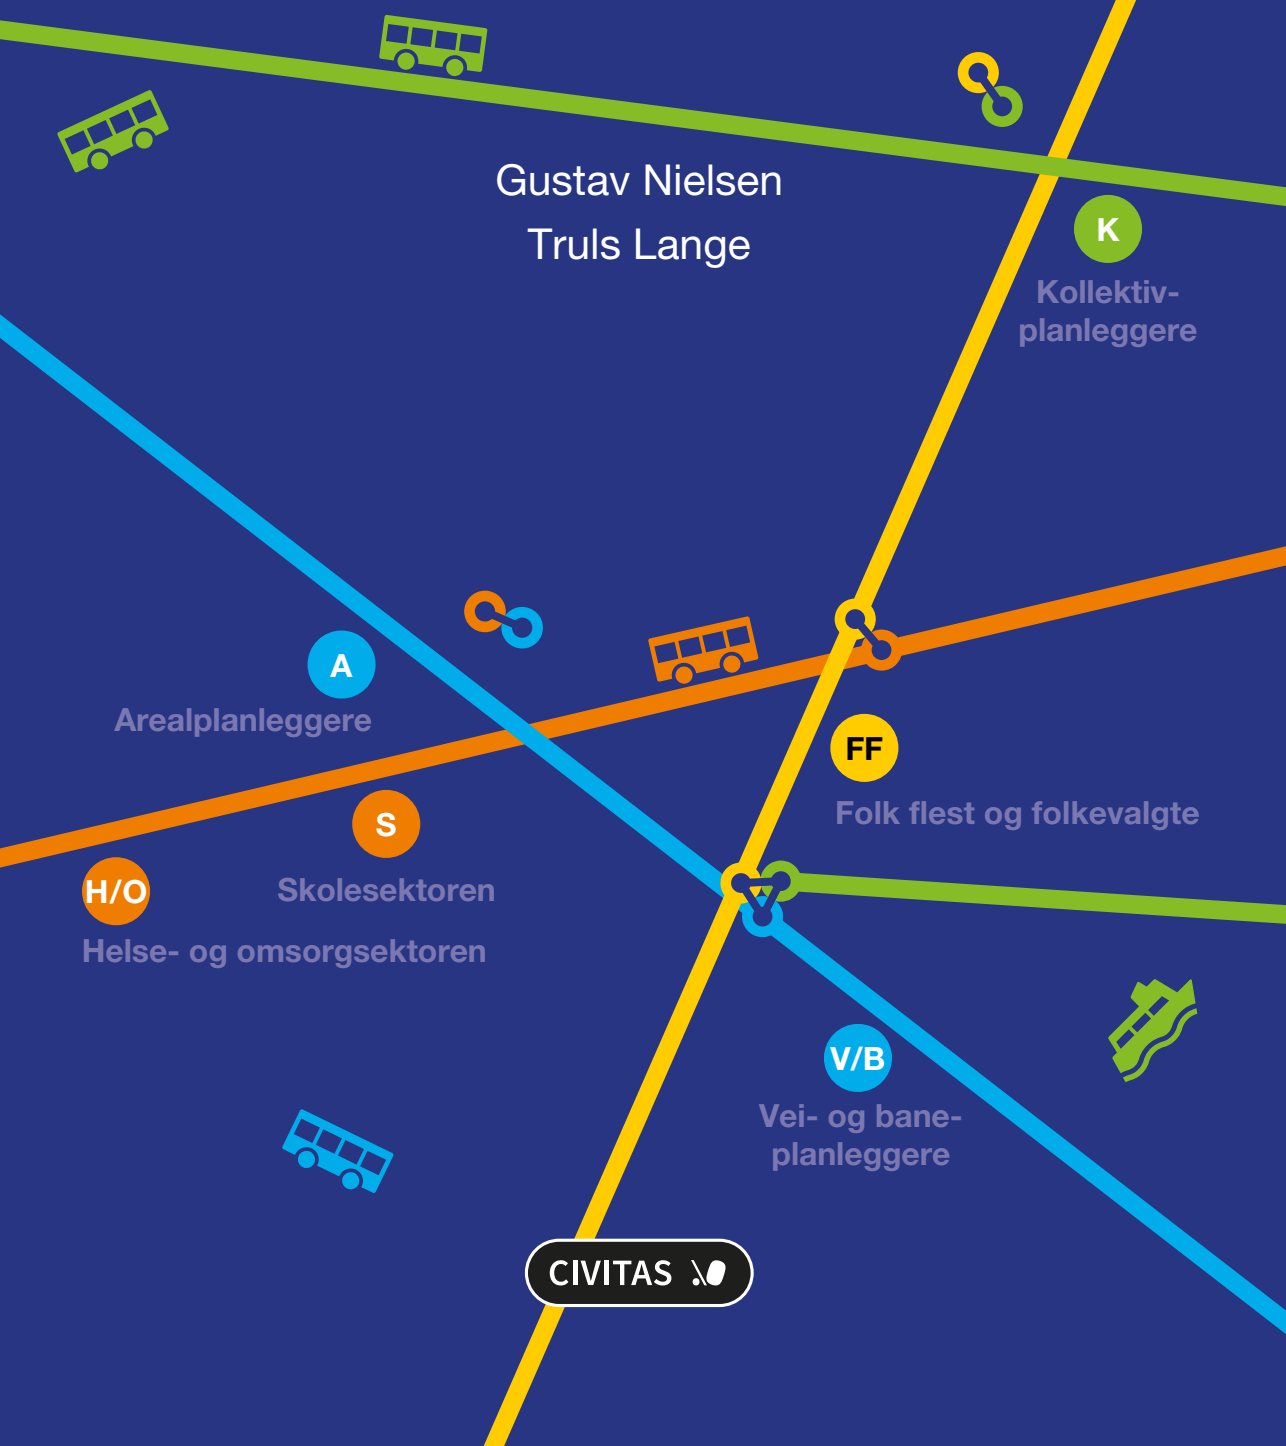 Gustav Nielsen
Truls Lange
K
Kollektiv-
planleggere
A
Arealplanleggere
FF
Folk flest og folkevalgte
S
Skolesektoren
H/O
Helse- og omsorgsektoren
V/B
Vei- og bane-
planleggere
CIVITAS